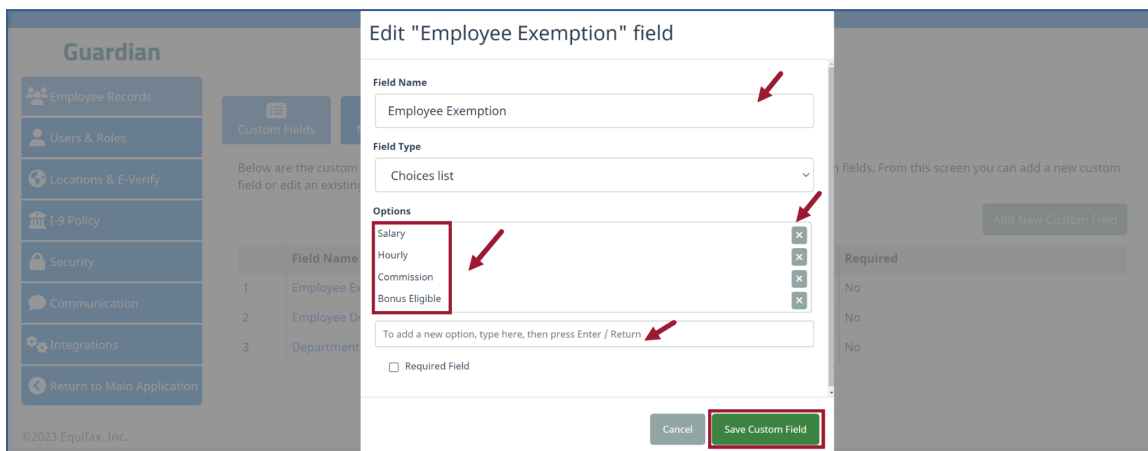 Edit "Employee Exemption" field
Guardian
Field Name
Employee Exemption
Employee Records
Custom Fields
Users & Roles
Field Type
Choices list
Below are the custom
n fields. From this screen you can add a new custom
field or edit an existing
Locations & E-Verify
Options
Salary
Hourly
Commission
Bonus Eligible
I-9 Policy
Add New Custom Field
Security
Field Name
Required
1 Employee Ex
No
Communication
2 Employee De
No
To add a new option, type here, then press Enter / Return
Integrations
3 Department
No
Required Field
Return to Main Application
Cancel
Save Custom Field
©2023 Equifax, Inc.